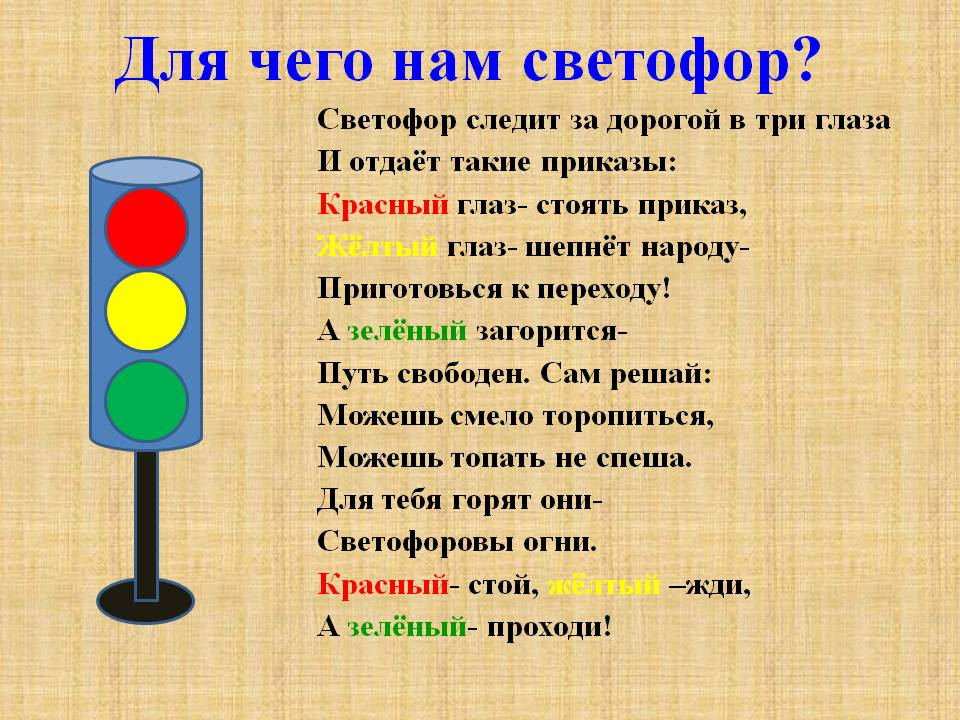 Для чего нам светофор?
Светофор следит за дорогой в три глаза
И отдаёт такие приказы:
Красный глаз- стоять приказ,
Жёлтый глаз- шепнёт народу-
Приготовься к переходу!
А зелёный загорится-
Путь свободен. Сам решай:
Можешь смело торопиться,
Можешь топать не спеша.
Для тебя горят они-
Светофоровы огни.
Красный- стой, жёлтый –жди,
А зелёный- проходи!